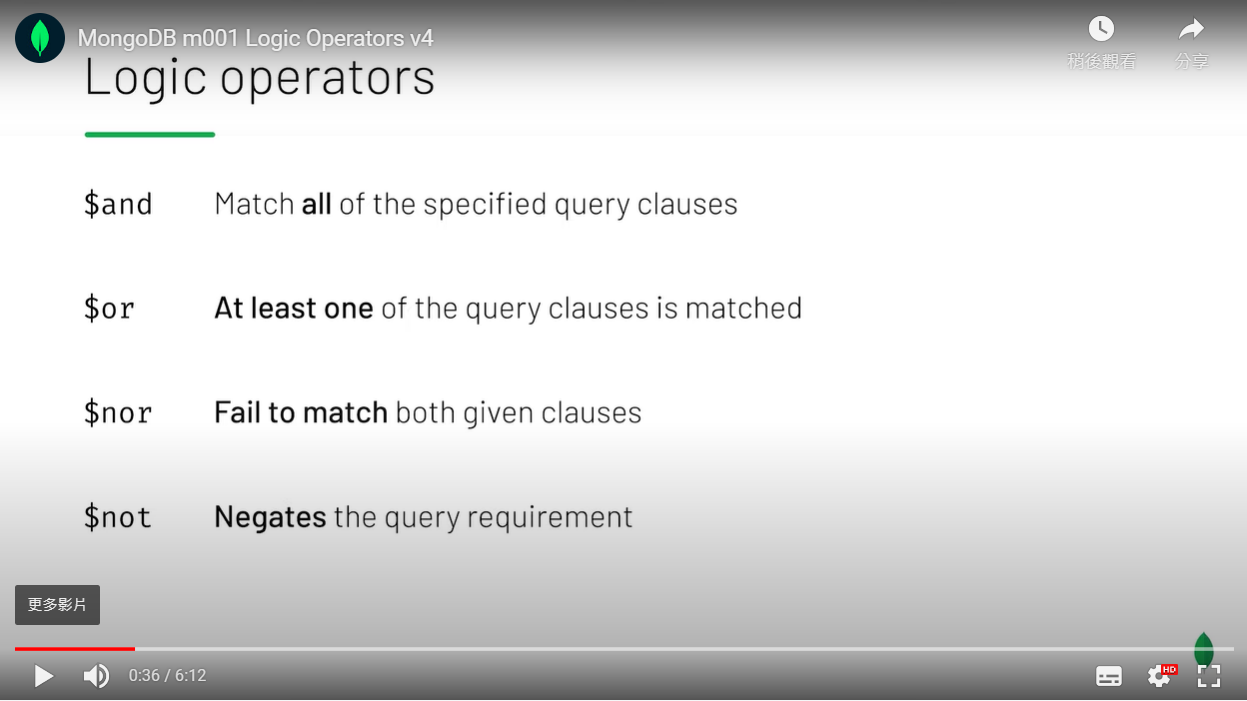 MongoDB m001 Logic Operators v4
稍後觀看
分享
Logic operators
$and Match all of the specified query clauses
$or At least one of the query clauses is matched
$nor Fail to match both given clauses
$not Negates the query requirement
更多影片
0:36 / 6:12
HD